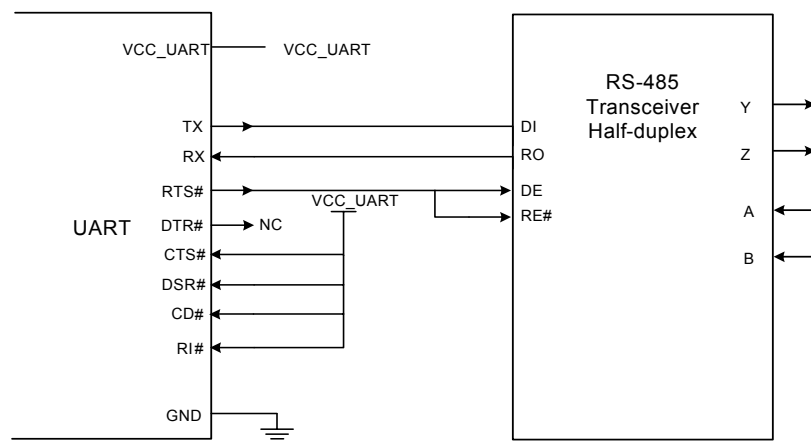 VCC_UART
VCC_UART
TX
RX
RTS#
DTR#
NC
CTS#
DSR#
CD#
RI#
GND
UART
VCC_UART
RS-485
Transceiver
Half-duplex
DI
RO
DE
RE#
Y
Z
A
B